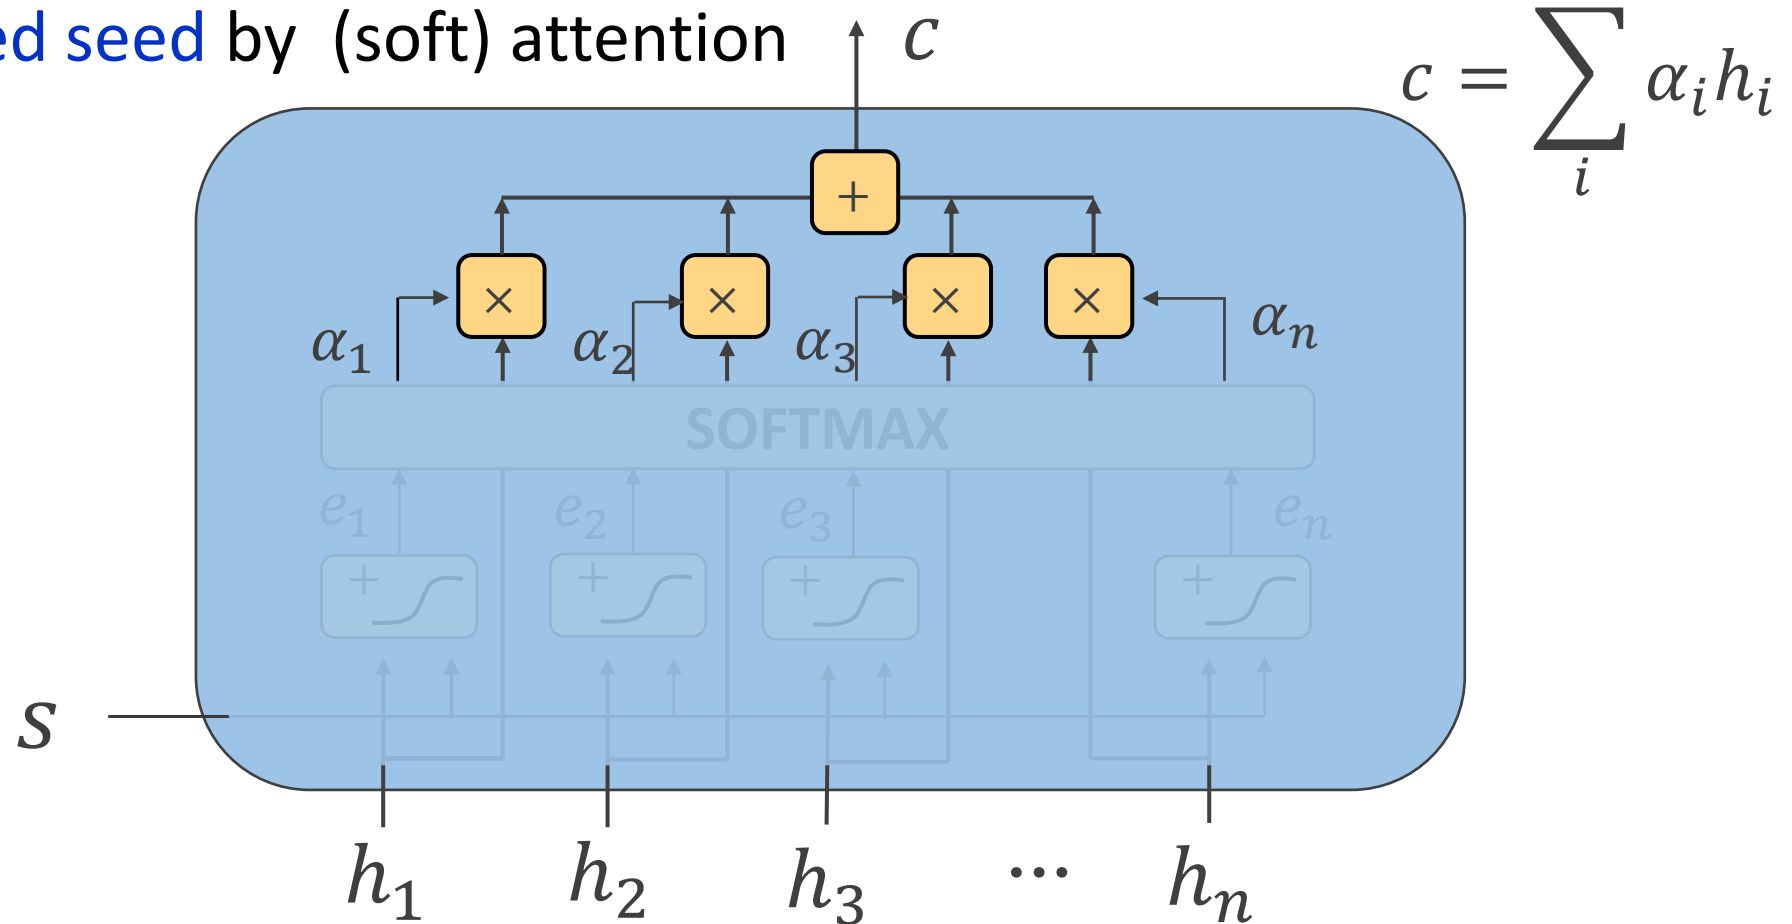 ed seed by (soft) attention
c
c = ∑ᵢ αᵢhᵢ
+
× × × ×
α₁ α₂ α₃ αₙ
SOFTMAX
e₁ e₂ e₃ eₙ
+ + + +
s
h₁ h₂ h₃ ... hₙ